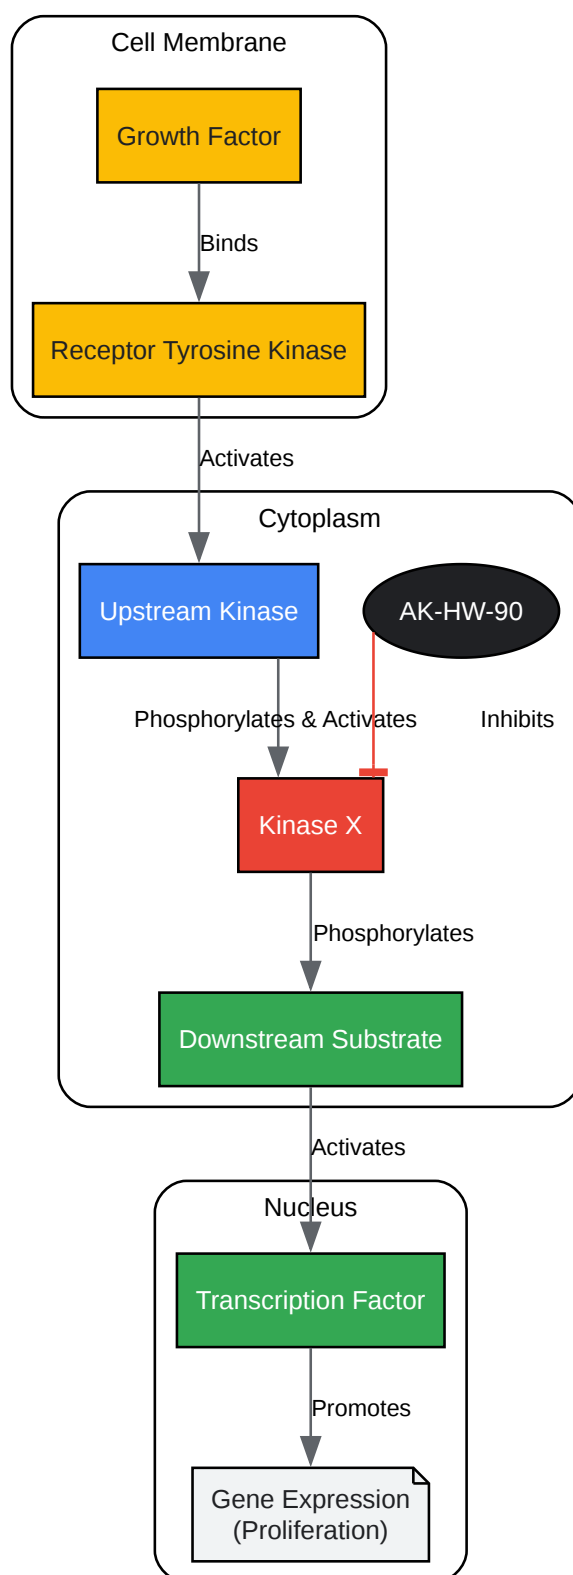 Cell Membrane
Growth Factor
Binds
Receptor Tyrosine Kinase
Activates
Cytoplasm
Upstream Kinase
AK-HW-90
Phosphorylates & Activates
Inhibits
Kinase X
Phosphorylates
Downstream Substrate
Activates
Nucleus
Transcription Factor
Promotes
Gene Expression
(Proliferation)